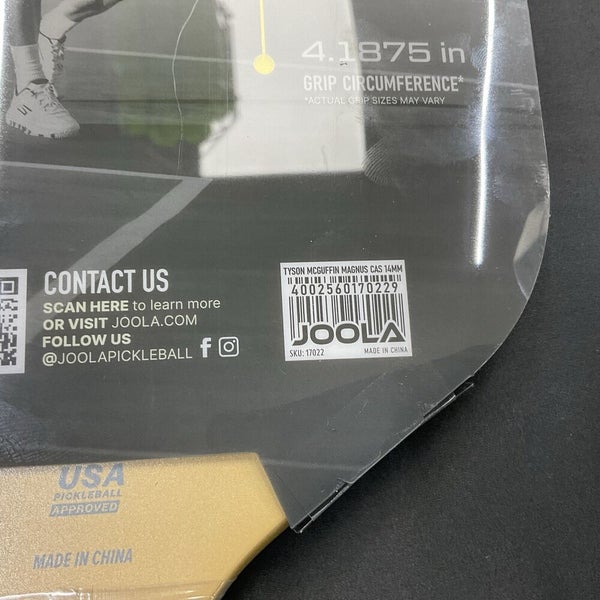 4.1875 in
GRIP CIRCUMFERENCE*
*ACTUAL GRIP SIZES MAY VARY
CONTACT US
SCAN HERE to learn more
OR VISIT JOOLA.COM
FOLLOW US
@JOOLAPICKLEBALL
TYSON MCGUFFIN MAGNUS CAS 14MM
4002560170229
JOOLA
SKU: 17022 MADE IN CHINA
USA
PICKLEBALL
APPROVED
MADE IN CHINA